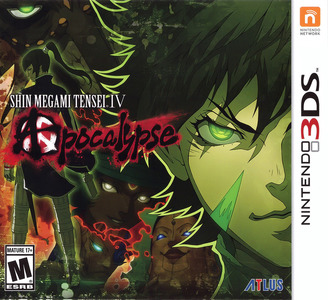 NINTENDO
NETWORK
SHIN MEGAMI TENSEI IV
Apocalypse
NINTENDO 3DS
MATURE 17+
M
ESRB
ATLUS